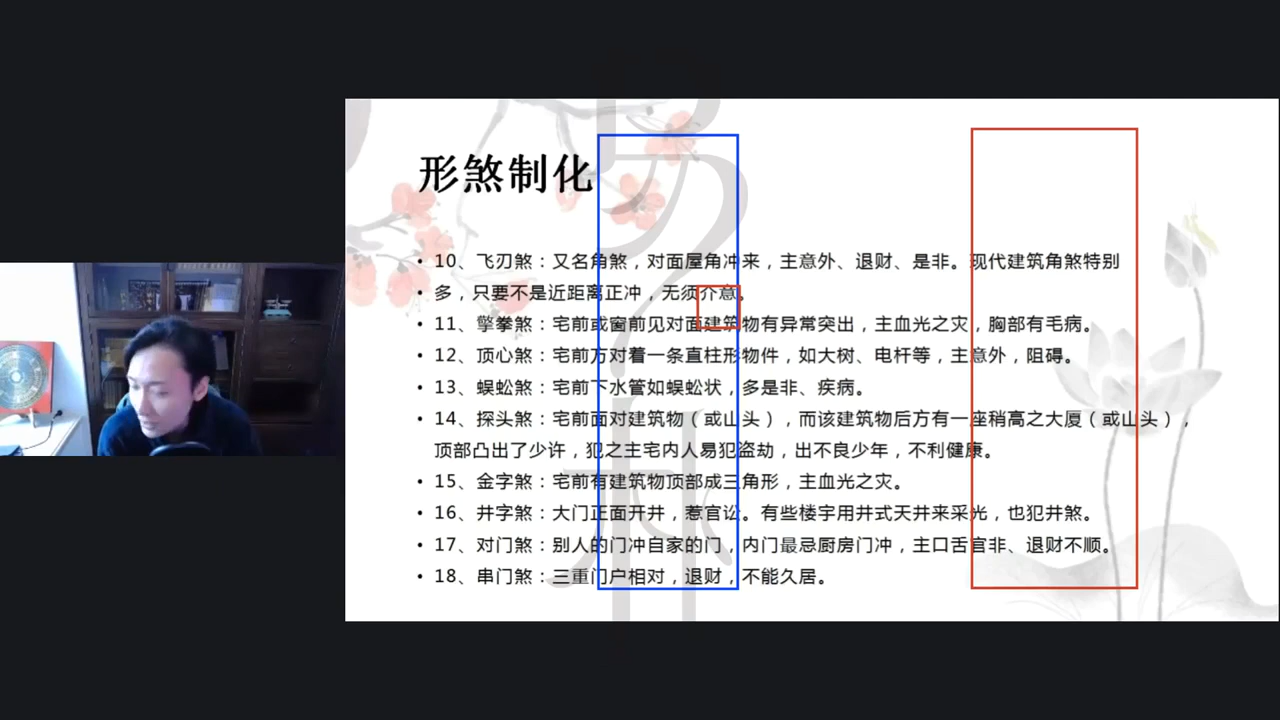 形煞制化
• 10、飞刃煞：又名角煞，对面屋角冲来，主意外、退财、是非。现代建筑角煞特别
• 多，只要不是近距离正冲，无须介意。
• 11、擎拳煞：宅前或窗前见对面建筑物有异常突出，主血光之灾，胸部有毛病。
• 12、顶心煞：宅前方对着一条直柱形物件，如大树、电杆等，主意外，阻碍。
• 13、蜈蚣煞：宅前下水管如蜈蚣状，多是非、疾病。
• 14、探头煞：宅前面对建筑物（或山头），而该建筑物后方有一座稍高之大厦（或山头），
顶部凸出了少许，犯之主宅内人易犯盗劫，出不良少年，不利健康。
• 15、金字煞：宅前有建筑物顶部成三角形，主血光之灾。
• 16、井字煞：大门正面开井，惹官讼。有些楼宇用井式天井来采光，也犯井煞。
• 17、对门煞：别人的门冲自家的门，内门最忌厨房门冲，主口舌官非、退财不顺。
• 18、串门煞：三重门户相对，退财，不能久居。